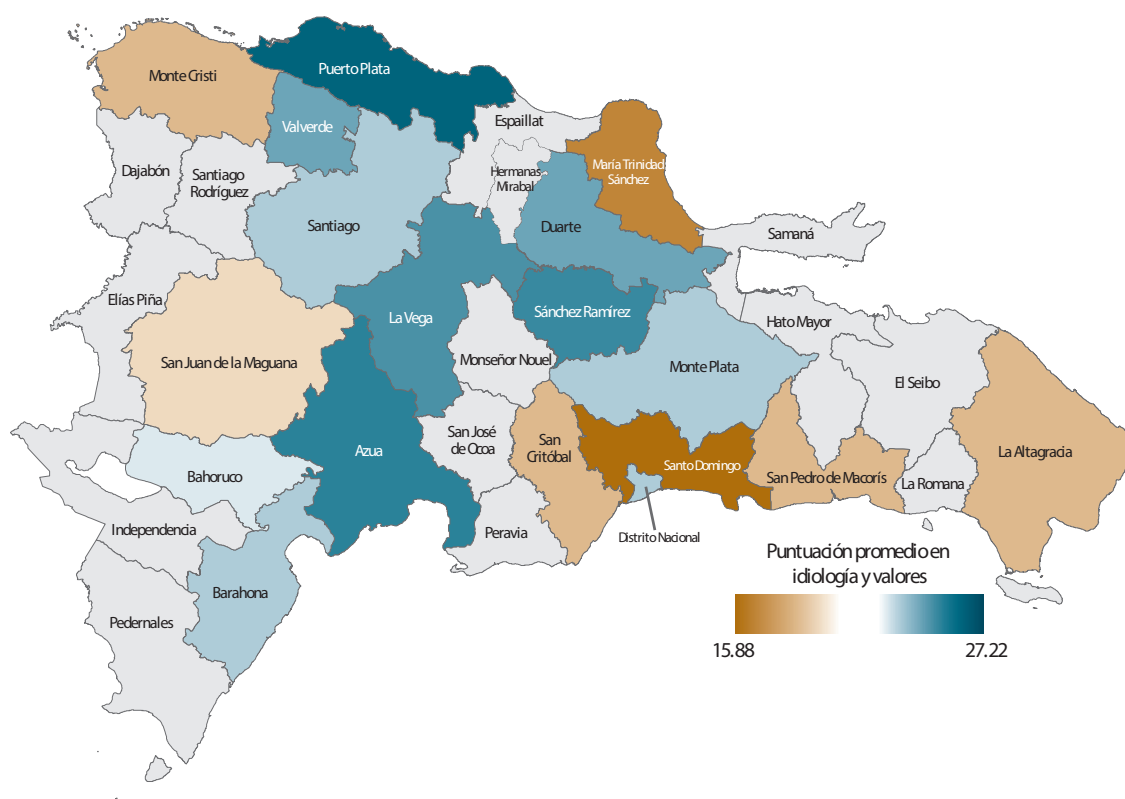 Puerto Plata
Monte Cristi
Valverde
Espaillat
Dajabón
Santiago
Rodríguez
Hermanas
Mirabal
María Trinidad
Sánchez
Santiago
Duarte
Samaná
Elías Piña
La Vega
Sánchez Ramírez
Hato Mayor
San Juan de la Maguana
Monseñor Nouel
Monte Plata
El Seibo
Azua
San José
de Ocoa
San
Critóbal
Santo Domingo
La Altagracia
Bahoruco
San Pedro de Macorís
La Romana
Independencia
Peravia
Distrito Nacional
Barahona
Pedernales
Puntuación promedio en
idiología y valores
15.88
27.22